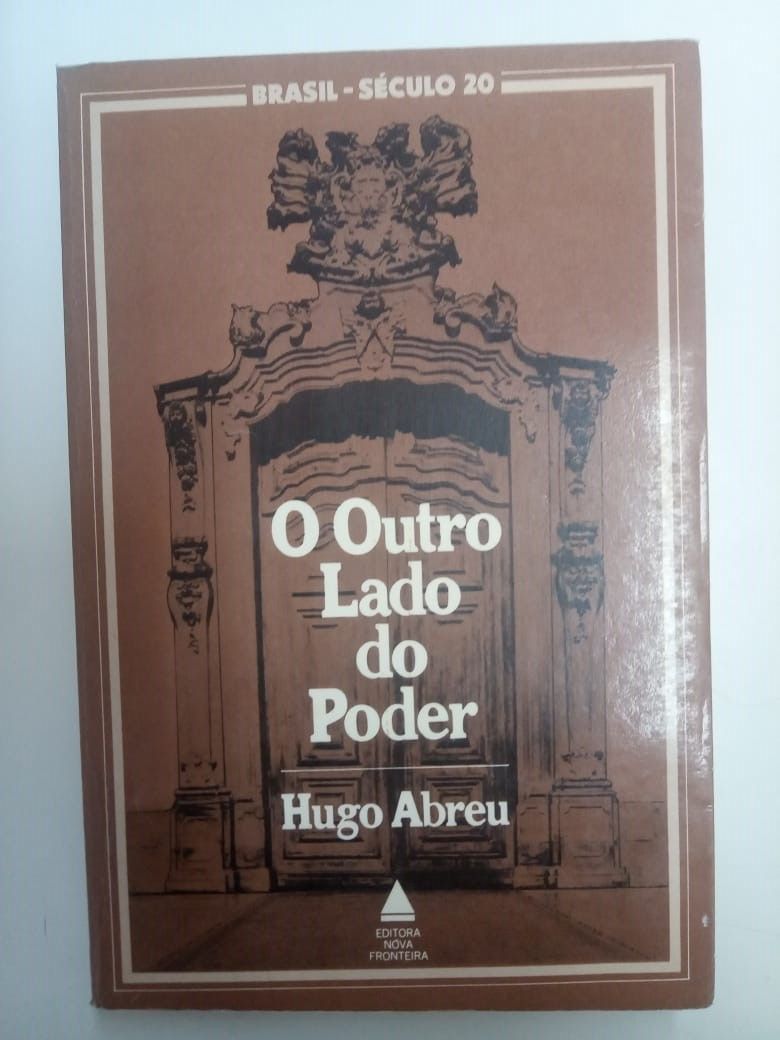 BRASIL - SÉCULO 20
O Outro
Lado
do
Poder
Hugo Abreu
EDITORA
NOVA
FRONTEIRA